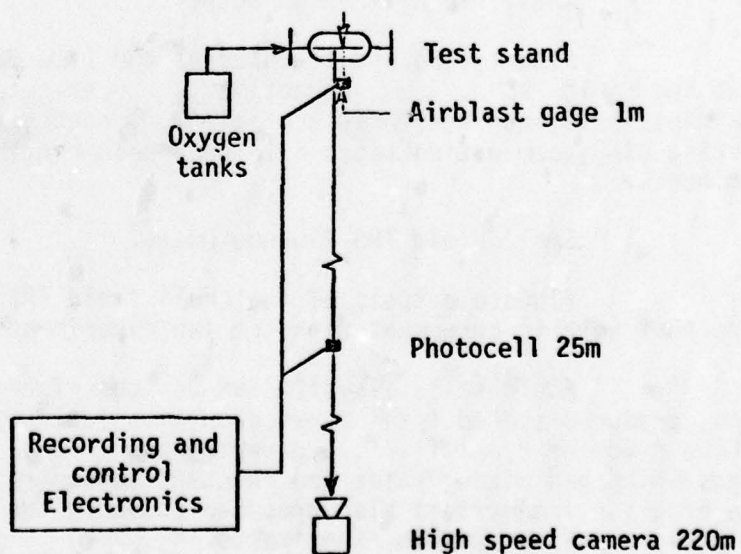 Test stand
Airblast gage 1m
Oxygen
tanks
Photocell 25m
Recording and
control
Electronics
High speed camera 220m